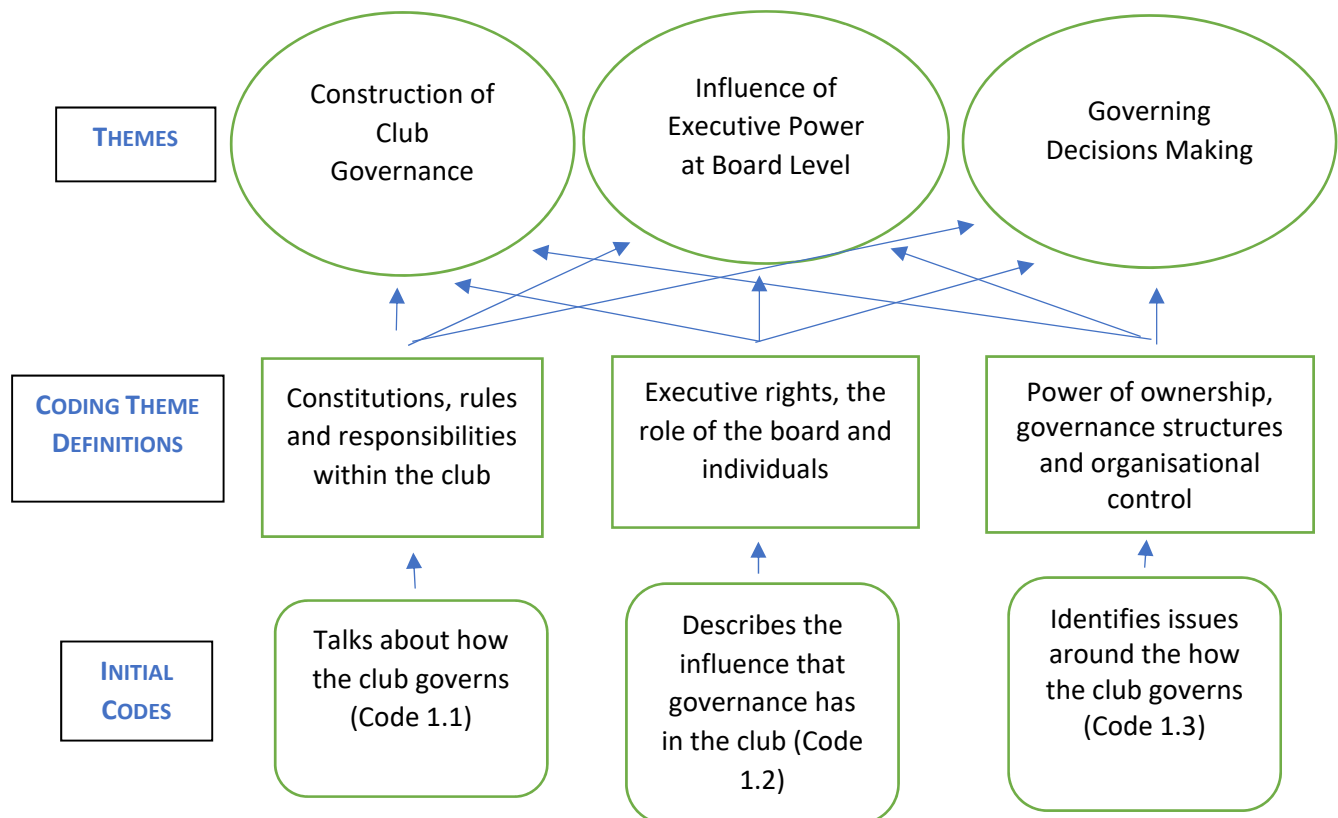 THEMES
Construction of
Club
Governance
Influence of
Executive Power
at Board Level
Governing
Decisions Making
CODING THEME
DEFINITIONS
Constitutions, rules
and responsibilities
within the club
Executive rights, the
role of the board and
individuals
Power of ownership,
governance structures
and organisational
control
INITIAL
CODES
Talks about how
the club governs
(Code 1.1)
Describes the
influence that
governance has
in the club (Code
1.2)
Identifies issues
around the how
the club governs
(Code 1.3)